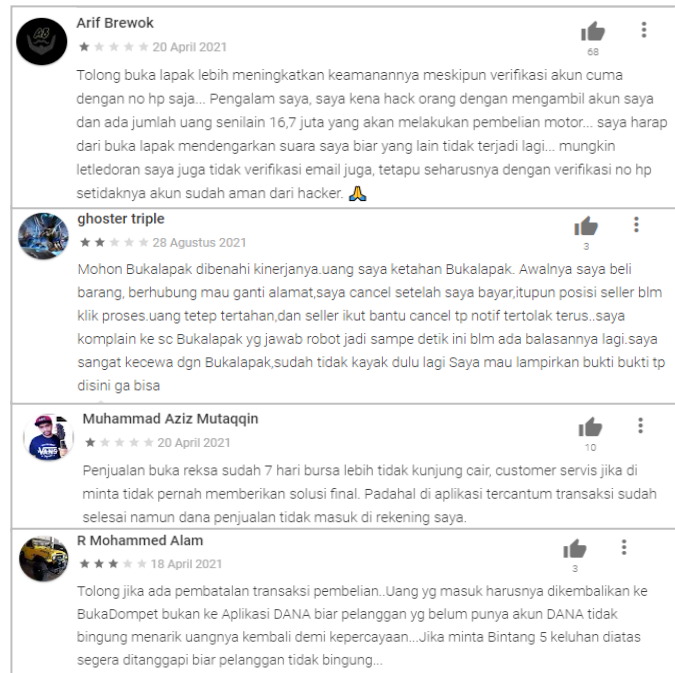 Arif Brewok
20 April 2021
68
Tolong buka lapak lebih meningkatkan keamanannya meskipun verifikasi akun cuma
dengan no hp saja... Pengalam saya, saya kena hack orang dengan mengambil akun saya
dan ada jumlah uang senilain 16,7 juta yang akan melakukan pembelian motor... saya harap
dari buka lapak mendengarkan suara saya biar yang lain tidak terjadi lagi... mungkin
letledoran saya juga tidak verifikasi email juga, tetapu seharusnya dengan verifikasi no hp
setidaknya akun sudah aman dari hacker. 🙏
ghoster triple
28 Agustus 2021
3
Mohon Bukalapak dibenahi kinerjanya.uang saya ketahan Bukalapak. Awalnya saya beli
barang, berhubung mau ganti alamat,saya cancel setelah saya bayar,itupun posisi seller blm
klik proses.uang tetep tertahan,dan seller ikut bantu cancel tp notif tertolak terus..saya
komplain ke sc Bukalapak yg jawab robot jadi sampe detik ini blm ada balasannya lagi.saya
sangat kecewa dgn Bukalapak,sudah tidak kayak dulu lagi Saya mau lampirkan bukti bukti tp
disini ga bisa
Muhammad Aziz Mutaqqin
20 April 2021
10
Penjualan buka reksa sudah 7 hari bursa lebih tidak kunjung cair, customer servis jika di
minta tidak pernah memberikan solusi final. Padahal di aplikasi tercantum transaksi sudah
selesai namun dana penjualan tidak masuk di rekening saya.
R Mohammed Alam
18 April 2021
3
Tolong jika ada pembatalan transaksi pembelian..Uang yg masuk harusnya dikembalikan ke
BukaDompet bukan ke Aplikasi DANA biar pelanggan yg belum punya akun DANA tidak
bingung menarik uangnya kembali demi kepercayaan...Jika minta Bintang 5 keluhan diatas
segera ditanggapi biar pelanggan tidak bingung...